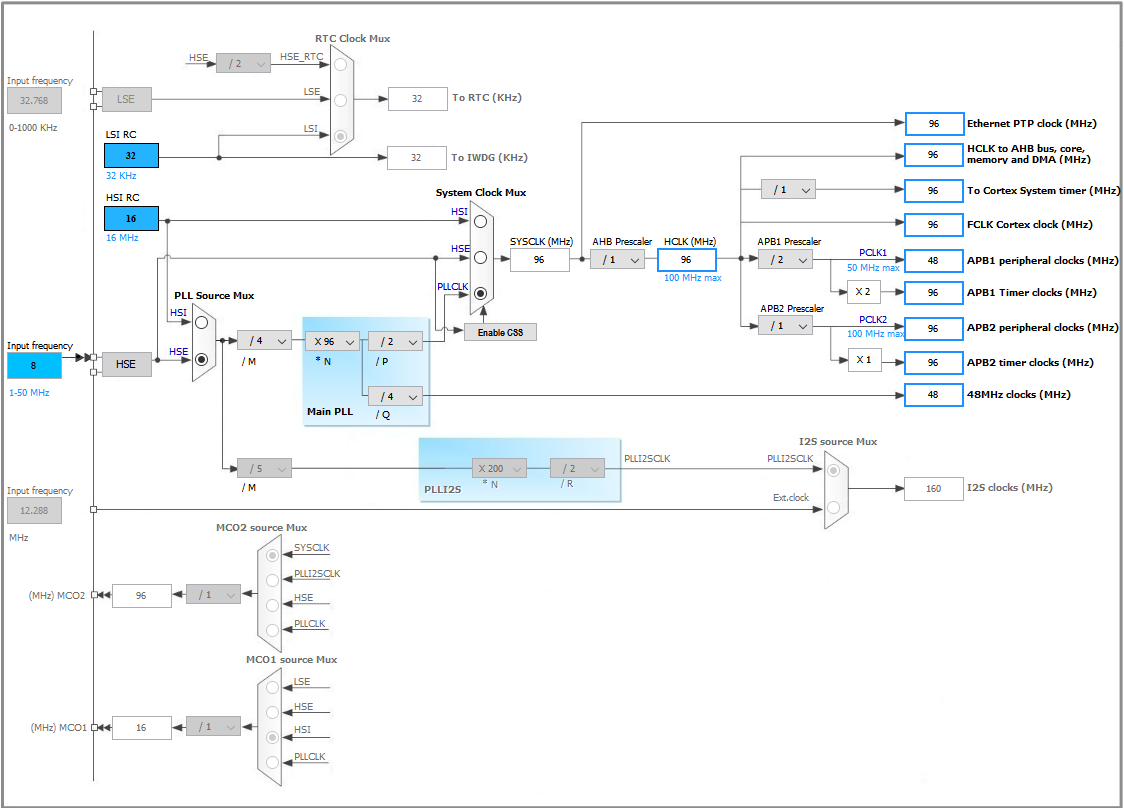 RTC Clock Mux
HSE
/ 2
HSE_RTC
Input frequency
32.768
0-1000 KHz
LSE
LSE
32
To RTC (KHz)
LSI RC
32
32 KHz
LSI
32
To IWDG (KHz)
HSI RC
16
16 MHz
System Clock Mux
HSI
HSE
PLLCLK
SYSCLK (MHz)
96
AHB Prescaler
/ 1
HCLK (MHz)
96
100 MHz max
Enable CSS
96
Ethernet PTP clock (MHz)
96
HCLK to AHB bus, core,
memory and DMA (MHz)
/ 1
96
To Cortex System timer (MHz)
96
FCLK Cortex clock (MHz)
APB1 Prescaler
/ 2
PCLK1
50 MHz max
48
APB1 peripheral clocks (MHz)
X 2
96
APB1 Timer clocks (MHz)
APB2 Prescaler
/ 1
PCLK2
100 MHz max
96
APB2 peripheral clocks (MHz)
X 1
96
APB2 timer clocks (MHz)
48
48MHz clocks (MHz)
PLL Source Mux
HSI
HSE
Input frequency
8
1-50 MHz
HSE
/ 4
/ M
X 96
* N
/ 2
/ P
/ 4
/ Q
Main PLL
/ 5
/ M
X 200
* N
/ 2
/ R
PLLI2S
PLLI2SCLK
I2S source Mux
PLLI2SCLK
Ext.clock
160
I2S clocks (MHz)
Input frequency
12.288
MHz
MCO2 source Mux
SYSCLK
PLLI2SCLK
HSE
PLLCLK
(MHz) MCO2
96
/ 1
MCO1 source Mux
LSE
HSE
HSI
PLLCLK
(MHz) MCO1
16
/ 1